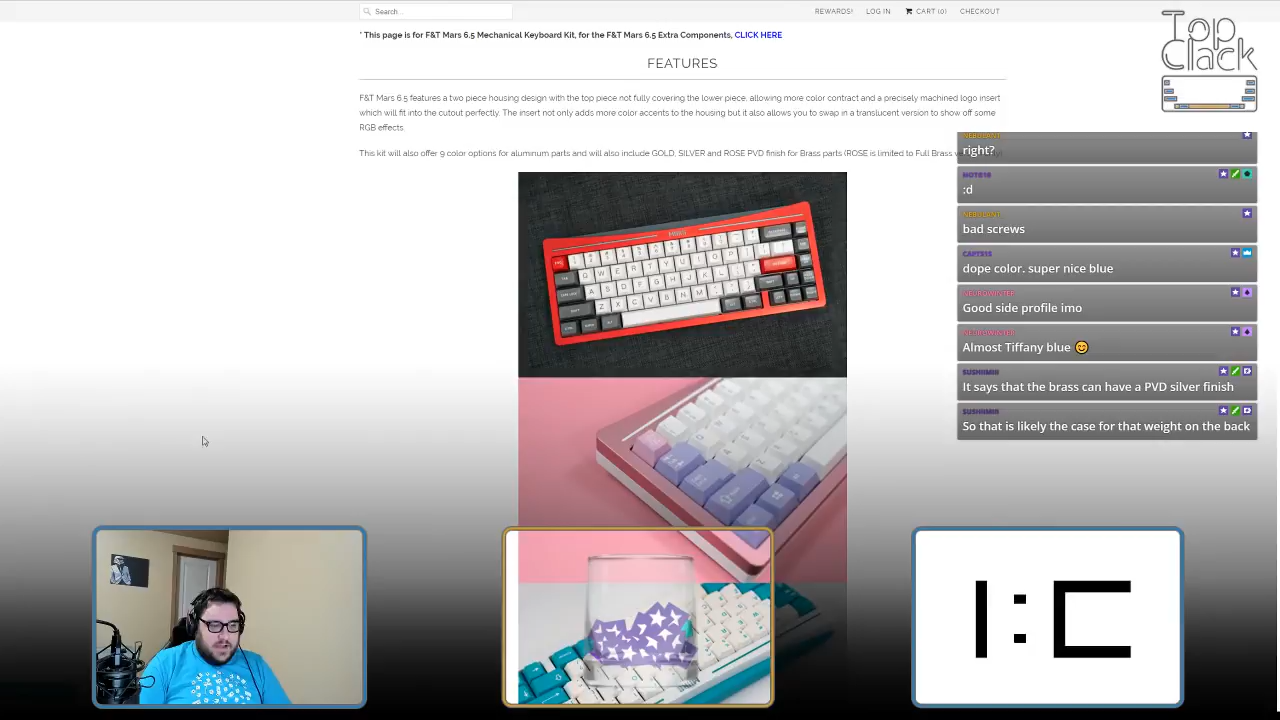 Search...
REWARDS!
LOG IN
CART (0)
CHECKOUT
* This page is for F&T Mars 6.5 Mechanical Keyboard Kit, for the F&T Mars 6.5 Extra Components, CLICK HERE
FEATURES
F&T Mars 6.5 features a two piece housing design with the top piece not fully covering the lower piece, allowing more color contract and a precisely machined logo insert
which will fit into the cutout perfectly. The insert not only adds more color accents to the housing but it also allows you to swap in a translucent version to show off some
RGB effects.
This kit will also offer 9 color options for aluminum parts and will also include GOLD, SILVER and ROSE PVD finish for Brass parts (ROSE is limited to Full Brass
Top
Clack
right?
:d
bad screws
dope color. super nice blue
NEUROWINTER
Good side profile imo
NEUROWINTER
Almost Tiffany blue
SUSHIIMIII
It says that the brass can have a PVD silver finish
SUSHIIMIII
So that is likely the case for that weight on the back